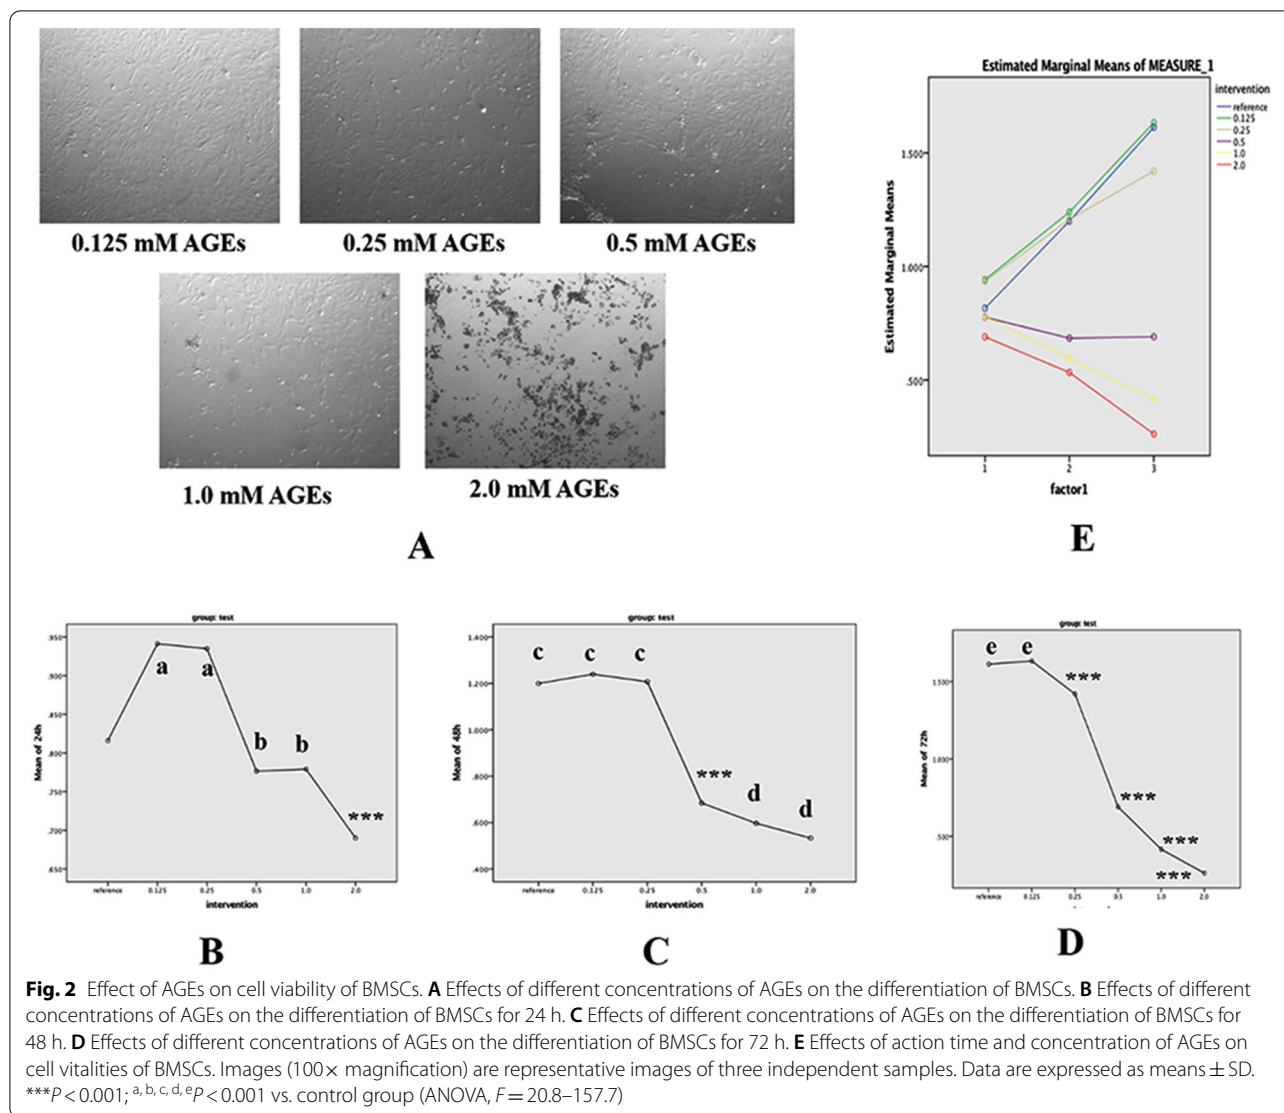 0.125 mM AGEs
0.25 mM AGEs
0.5 mM AGEs
1.0 mM AGEs
2.0 mM AGEs
A
Estimated Marginal Means of MEASURE_1
Estimated Marginal Means
1.500
1.000
.500
1 2 3
factor1
intervention
reference
0.125
0.25
0.5
1.0
2.0
E
group: test
Mean of 24h
.950
.900
.850
.800
.750
.700
.650
a a b b ***
reference 0.125 0.25 0.5 1.0 2.0
intervention
B
group: test
Mean of 48h
1.400
1.200
1.000
.800
.600
.400
c c c *** d d
reference 0.125 0.25 0.5 1.0 2.0
intervention
C
group: test
Mean of 72h
1.500
1.000
.500
e e *** *** *** ***
reference 0.125 0.25 0.5 1.0 2.0
D
Fig. 2 Effect of AGEs on cell viability of BMSCs. A Effects of different concentrations of AGEs on the differentiation of BMSCs. B Effects of different
concentrations of AGEs on the differentiation of BMSCs for 24 h. C Effects of different concentrations of AGEs on the differentiation of BMSCs for
48 h. D Effects of different concentrations of AGEs on the differentiation of BMSCs for 72 h. E Effects of action time and concentration of AGEs on
cell vitalities of BMSCs. Images (100× magnification) are representative images of three independent samples. Data are expressed as means ± SD.
***P < 0.001; a, b, c, d, eP < 0.001 vs. control group (ANOVA, F = 20.8–157.7)